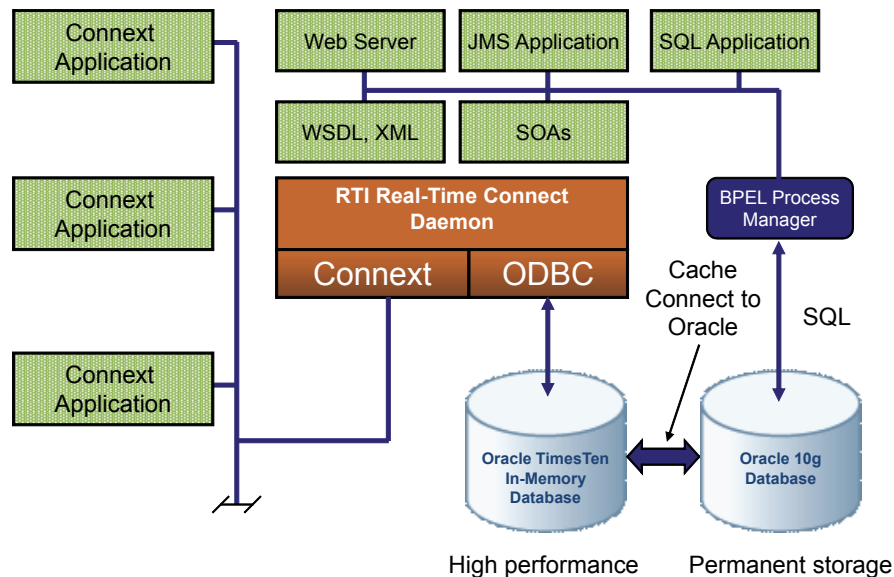 Connext
Application
Web Server
JMS Application
SQL Application
WSDL, XML
SOAs
Connext
Application
RTI Real-Time Connect
Daemon
Connext
ODBC
BPEL Process
Manager
Cache
Connect to
Oracle
SQL
Connext
Application
Oracle TimesTen
In-Memory
Database
Oracle 10g
Database
High performance
Permanent storage